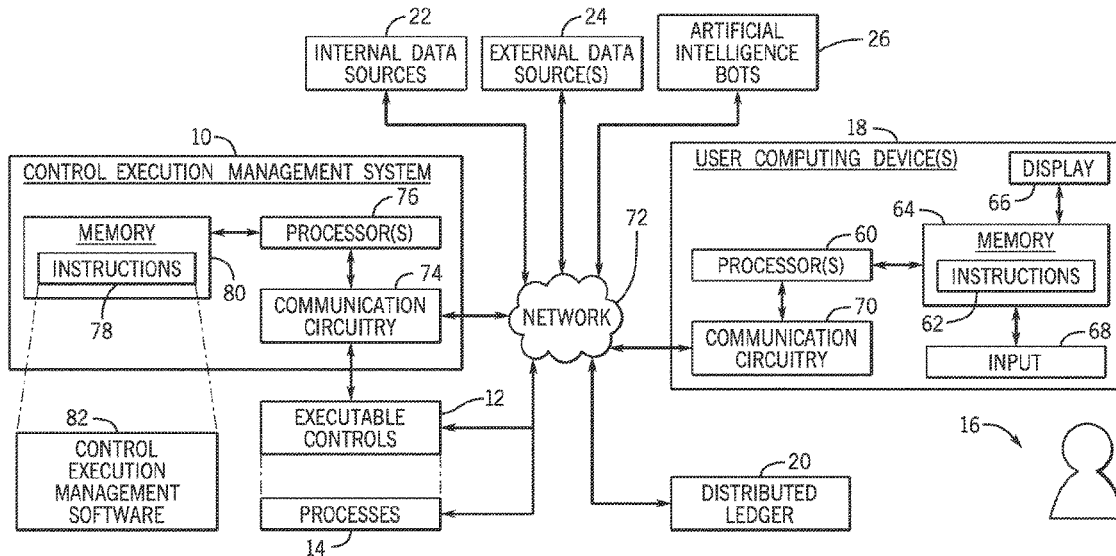 22
INTERNAL DATA
SOURCES
24
EXTERNAL DATA
SOURCE(S)
ARTIFICIAL
INTELLIGENCE
BOTS
26
10
CONTROL EXECUTION MANAGEMENT SYSTEM
76
MEMORY
PROCESSOR(S)
INSTRUCTIONS
80
78
74
COMMUNICATION
CIRCUITRY
72
NETWORK
18
USER COMPUTING DEVICE(S)
DISPLAY
66
64
60
MEMORY
PROCESSOR(S)
INSTRUCTIONS
62
70
COMMUNICATION
CIRCUITRY
68
INPUT
12
EXECUTABLE
CONTROLS
82
CONTROL
EXECUTION
MANAGEMENT
SOFTWARE
PROCESSES
14
20
DISTRIBUTED
LEDGER
16